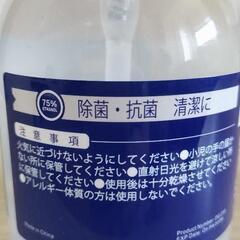 75%
ETHANOL
除菌・抗菌 清潔に
注意事項
火気に近づけないようにしてください●小児の手の届か
ない所に保管してください●直射日光を避けて涼しい所
に保管してください●使用後は十分乾燥させてください
●アレルギー体質の方は使用しないでください。
Made in China
Production Number
EXP Date